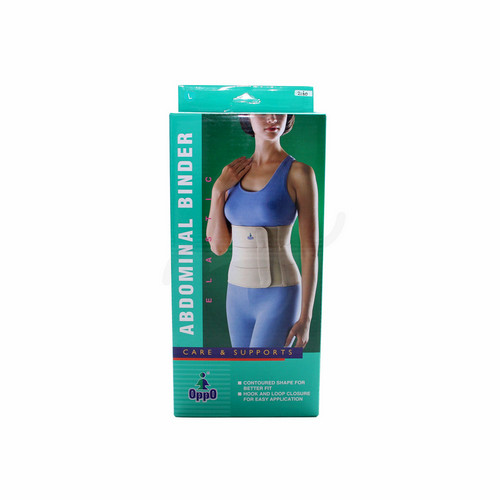 L
ABDOMINAL BINDER
ELASTIC
CARE & SUPPORTS
OppO
CONTOURED SHAPE FOR
BETTER FIT
HOOK AND LOOP CLOSURE
FOR EASY APPLICATION